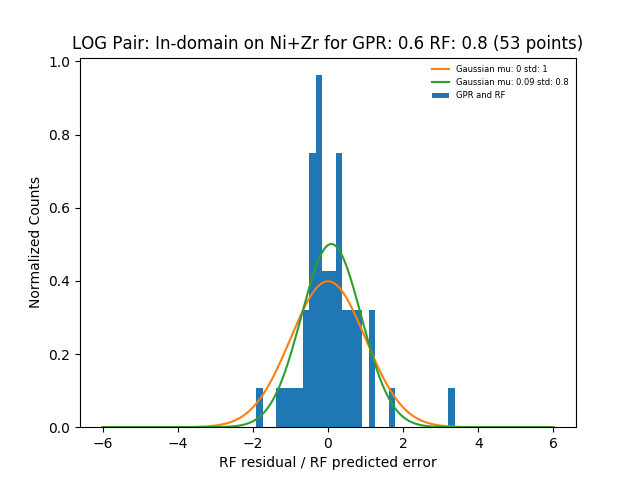 LOG Pair: In-domain on Ni+Zr for GPR: 0.6 RF: 0.8 (53 points)
Gaussian mu: 0 std: 1
Gaussian mu: 0.09 std: 0.8
GPR and RF
Normalized Counts
1.0
0.8
0.6
0.4
0.2
0.0
−6 −4 −2 0 2 4 6
RF residual / RF predicted error